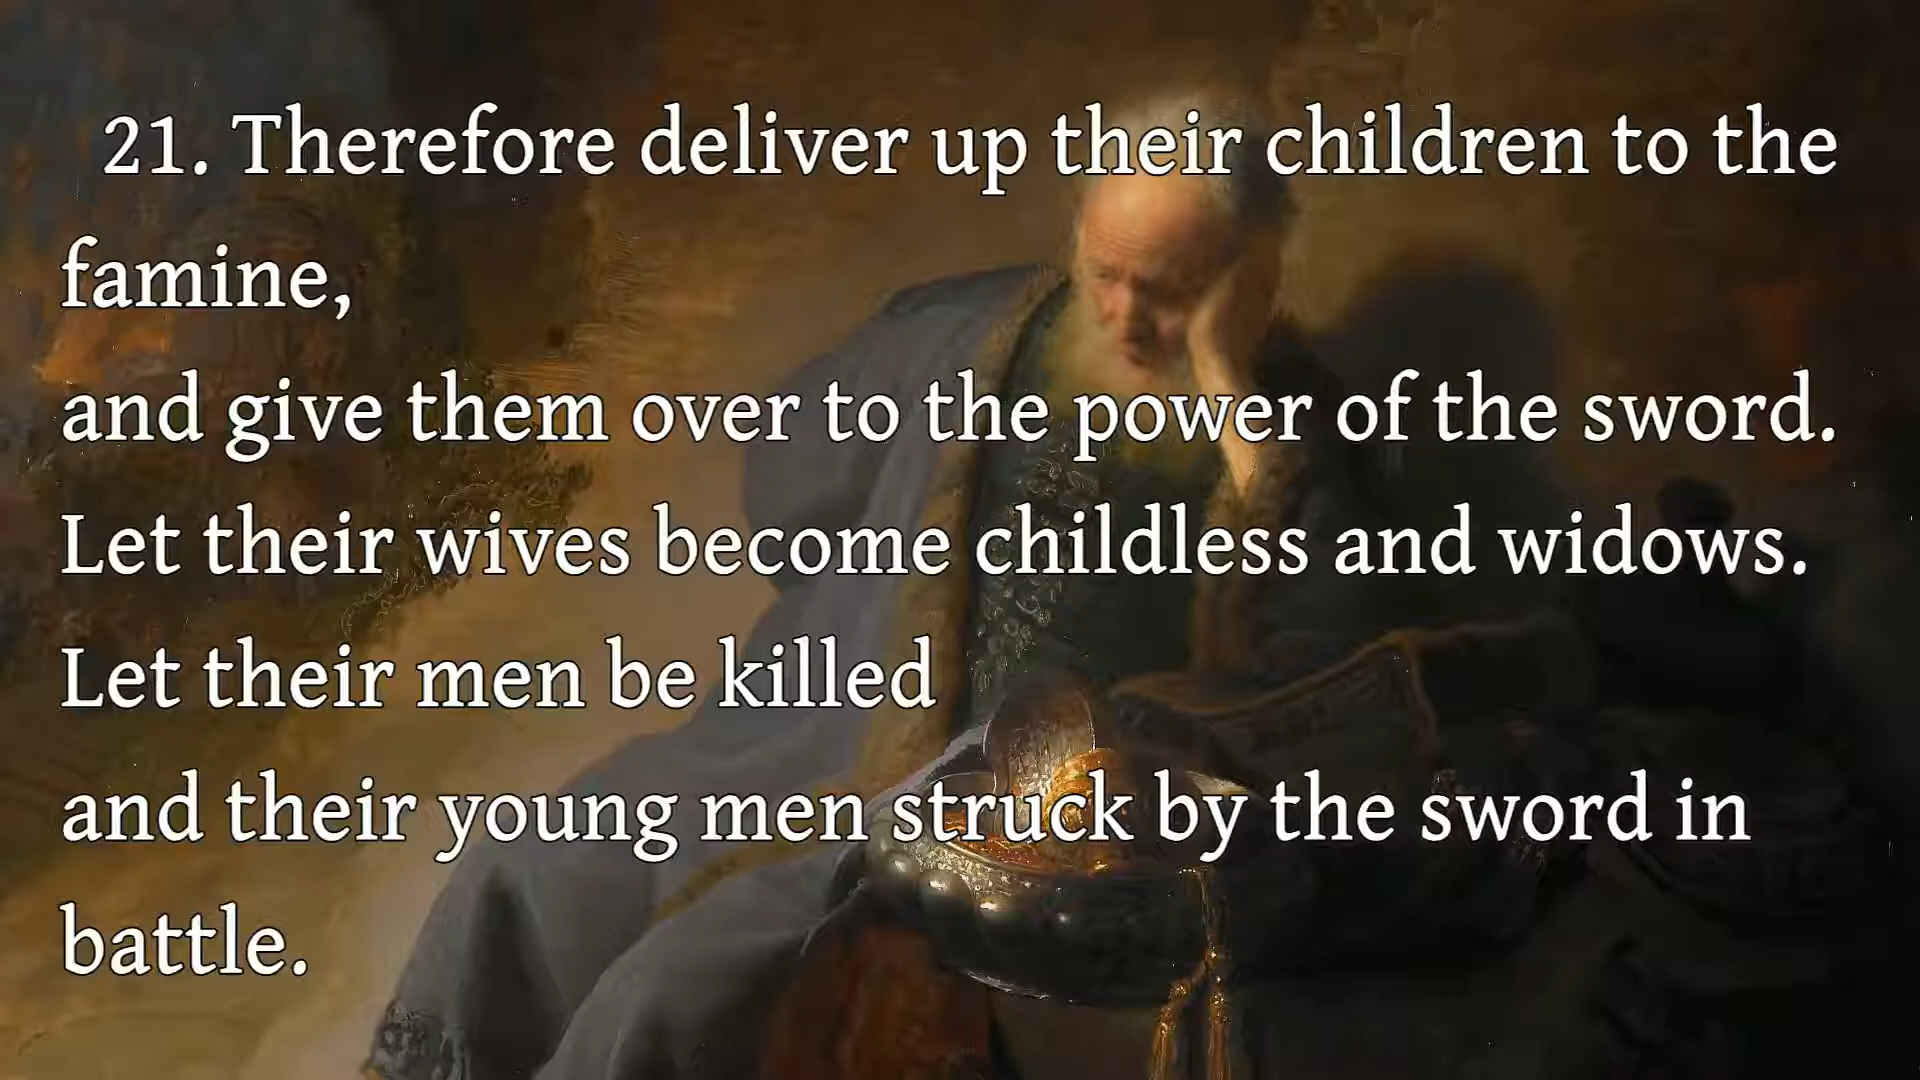 21. Therefore deliver up their children to the
famine,
and give them over to the power of the sword.
Let their wives become childless and widows.
Let their men be killed
and their young men struck by the sword in
battle.